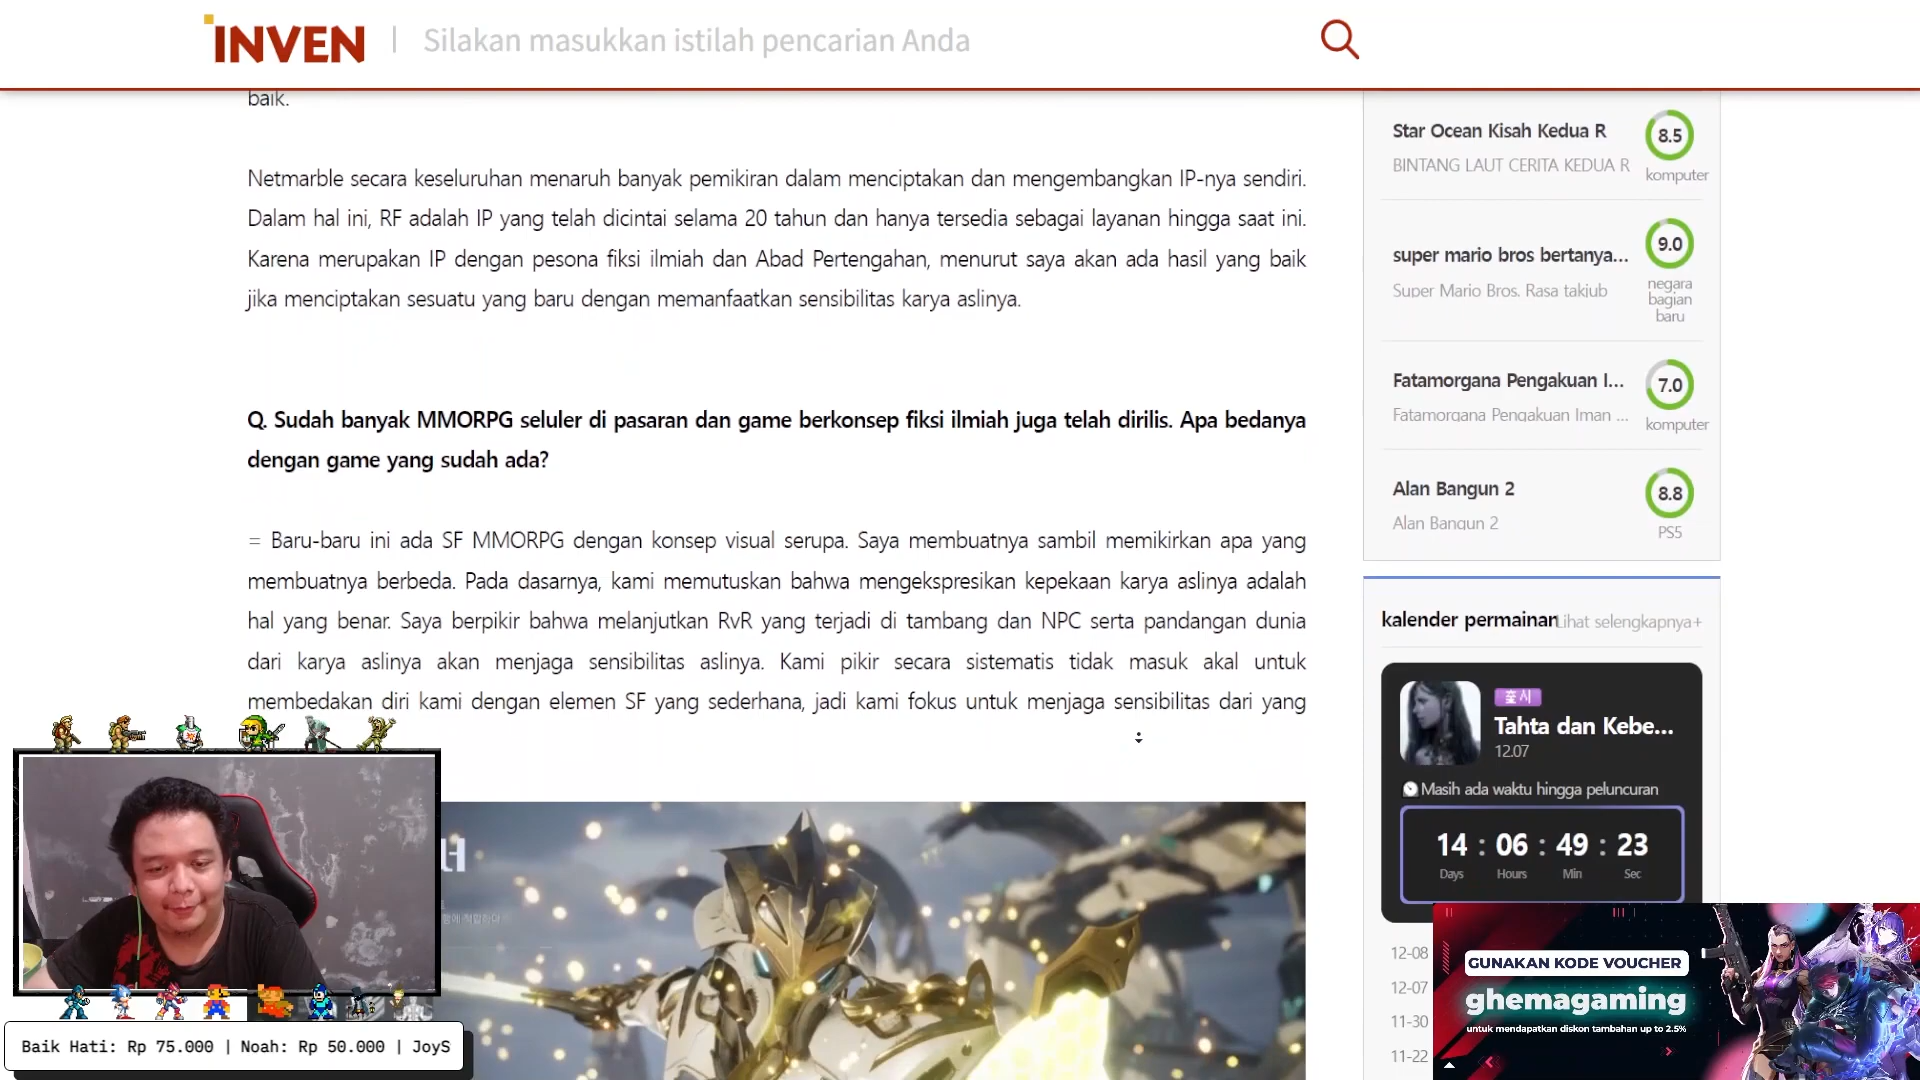 INVEN
Silakan masukkan istilah pencarian Anda
baik.
Netmarble secara keseluruhan menaruh banyak pemikiran dalam menciptakan dan mengembangkan IP-nya sendiri.
Dalam hal ini, RF adalah IP yang telah dicintai selama 20 tahun dan hanya tersedia sebagai layanan hingga saat ini.
Karena merupakan IP dengan pesona fiksi ilmiah dan Abad Pertengahan, menurut saya akan ada hasil yang baik
jika menciptakan sesuatu yang baru dengan memanfaatkan sensibilitas karya aslinya.
Q. Sudah banyak MMORPG seluler di pasaran dan game berkonsep fiksi ilmiah juga telah dirilis. Apa bedanya
dengan game yang sudah ada?
= Baru-baru ini ada SF MMORPG dengan konsep visual serupa. Saya membuatnya sambil memikirkan apa yang
membuatnya berbeda. Pada dasarnya, kami memutuskan bahwa mengekspresikan kepekaan karya aslinya adalah
hal yang benar. Saya berpikir bahwa melanjutkan RvR yang terjadi di tambang dan NPC serta pandangan dunia
dari karya aslinya akan menjaga sensibilitas aslinya. Kami pikir secara sistematis tidak masuk akal untuk
membedakan diri kami dengan elemen SF yang sederhana, jadi kami fokus untuk menjaga sensibilitas dari yang
Star Ocean Kisah Kedua R
BINTANG LAUT CERITA KEDUA R
8.5
komputer
super mario bros bertanya...
Super Mario Bros. Rasa takjub
9.0
negara
bagian
baru
Fatamorgana Pengakuan I...
Fatamorgana Pengakuan Iman ...
7.0
komputer
Alan Bangun 2
Alan Bangun 2
8.8
PS5
kalender permainan
Lihat selengkapnya+
출시
Tahta dan Kebe...
12.07
Masih ada waktu hingga peluncuran
14 : 06 : 49 : 23
Days Hours Min Sec
12-08
12-07
11-30
11-22
GUNAKAN KODE VOUCHER
ghemagaming
untuk mendapatkan diskon tambahan up to 2.5%
Baik Hati: Rp 75.000 | Noah: Rp 50.000 | JoyS